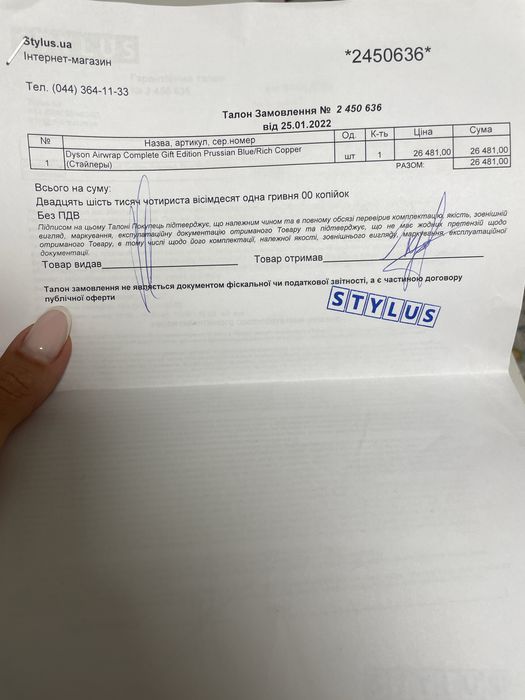 Stylus.ua
Інтернет-магазин
*2450636*
Тел. (044) 364-11-33
Талон Замовлення № 2 450 636
від 25.01.2022
№ Назва, артикул, сер.номер Од. К-ть Ціна Сума
1 Dyson Airwrap Complete Gift Edition Prussian Blue/Rich Copper (Стайлеры) шт 1 26 481,00 26 481,00
РАЗОМ: 26 481,00
Всього на суму:
Двадцять шість тисяч чотириста вісімдесят одна гривня 00 копійок
Без ПДВ
Підписом на цьому Талоні Покупець підтверджує, що належним чином та в повному обсязі перевірив комплектацію, якість, зовнішній
вигляд, маркування, експлуатаційну документацію отриманого Товару та підтверджує, що не має жодних претензій щодо
отриманого Товару, в тому числі щодо його комплектації, належної якості, зовнішнього вигляду, маркування, експлуатаційної
документації.
Товар видав Товар отримав
Талон замовлення не являється документом фіскальної чи податкової звітності, а є частиною договору
публічної оферти
STYLUS